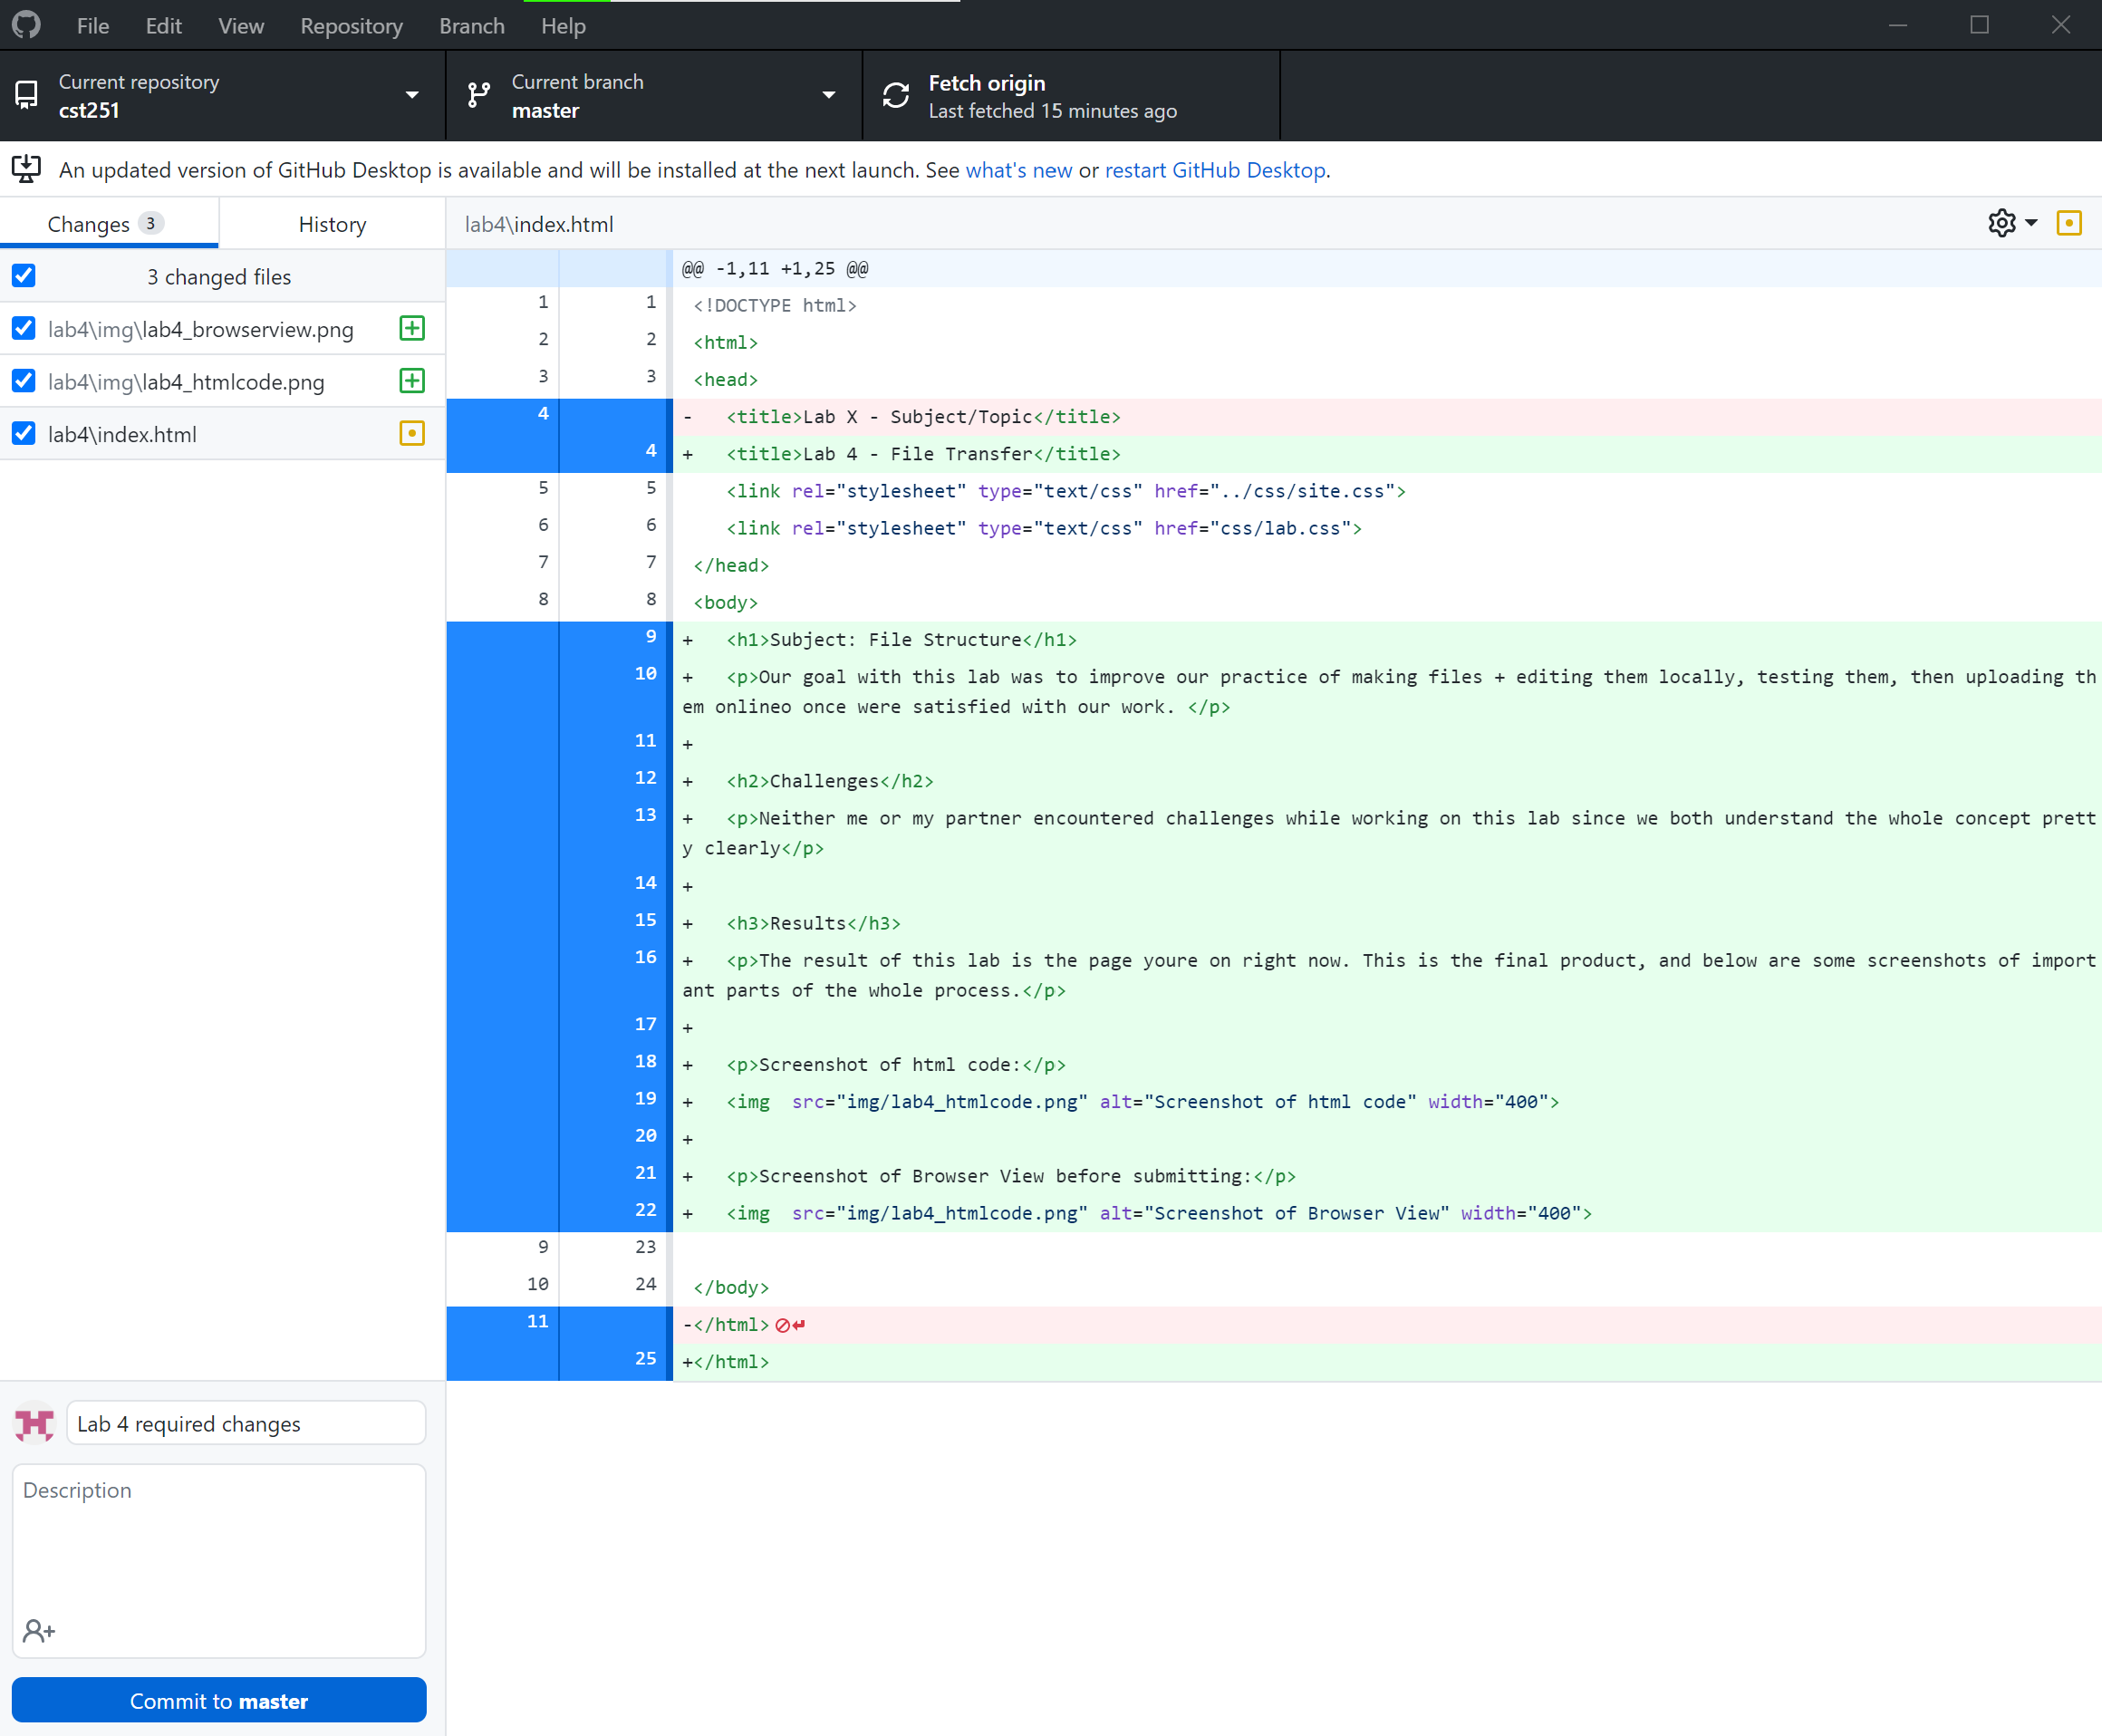 File Edit View Repository Branch Help
Current repository
cst251
Current branch
master
Fetch origin
Last fetched 15 minutes ago
An updated version of GitHub Desktop is available and will be installed at the next launch. See what's new or restart GitHub Desktop.
Changes 3 History
lab4\index.html
3 changed files
lab4\img\lab4_browserview.png
lab4\img\lab4_htmlcode.png
lab4\index.html
@@ -1,11 +1,25 @@
1 1 <!DOCTYPE html>
2 2 <html>
3 3 <head>
4 - <title>Lab X - Subject/Topic</title>
4 + <title>Lab 4 - File Transfer</title>
5 5 <link rel="stylesheet" type="text/css" href="../css/site.css">
6 6 <link rel="stylesheet" type="text/css" href="css/lab.css">
7 7 </head>
8 8 <body>
9 + <h1>Subject: File Structure</h1>
10 + <p>Our goal with this lab was to improve our practice of making files + editing them locally, testing them, then uploading th
em onlineo once were satisfied with our work. </p>
11 +
12 + <h2>Challenges</h2>
13 + <p>Neither me or my partner encountered challenges while working on this lab since we both understand the whole concept prett
y clearly</p>
14 +
15 + <h3>Results</h3>
16 + <p>The result of this lab is the page youre on right now. This is the final product, and below are some screenshots of import
ant parts of the whole process.</p>
17 +
18 + <p>Screenshot of html code:</p>
19 + <img  src="img/lab4_htmlcode.png" alt="Screenshot of html code" width="400">
20 +
21 + <p>Screenshot of Browser View before submitting:</p>
22 + <img  src="img/lab4_htmlcode.png" alt="Screenshot of Browser View" width="400">
9 23
10 24 </body>
11 -</html>
25 +</html>
Lab 4 required changes
Description
Commit to master